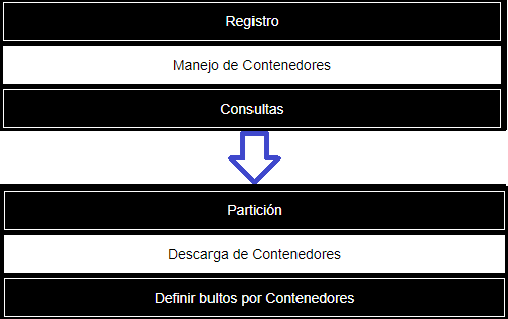 Registro
Manejo de Contenedores
Consultas
Partición
Descarga de Contenedores
Definir bultos por Contenedores